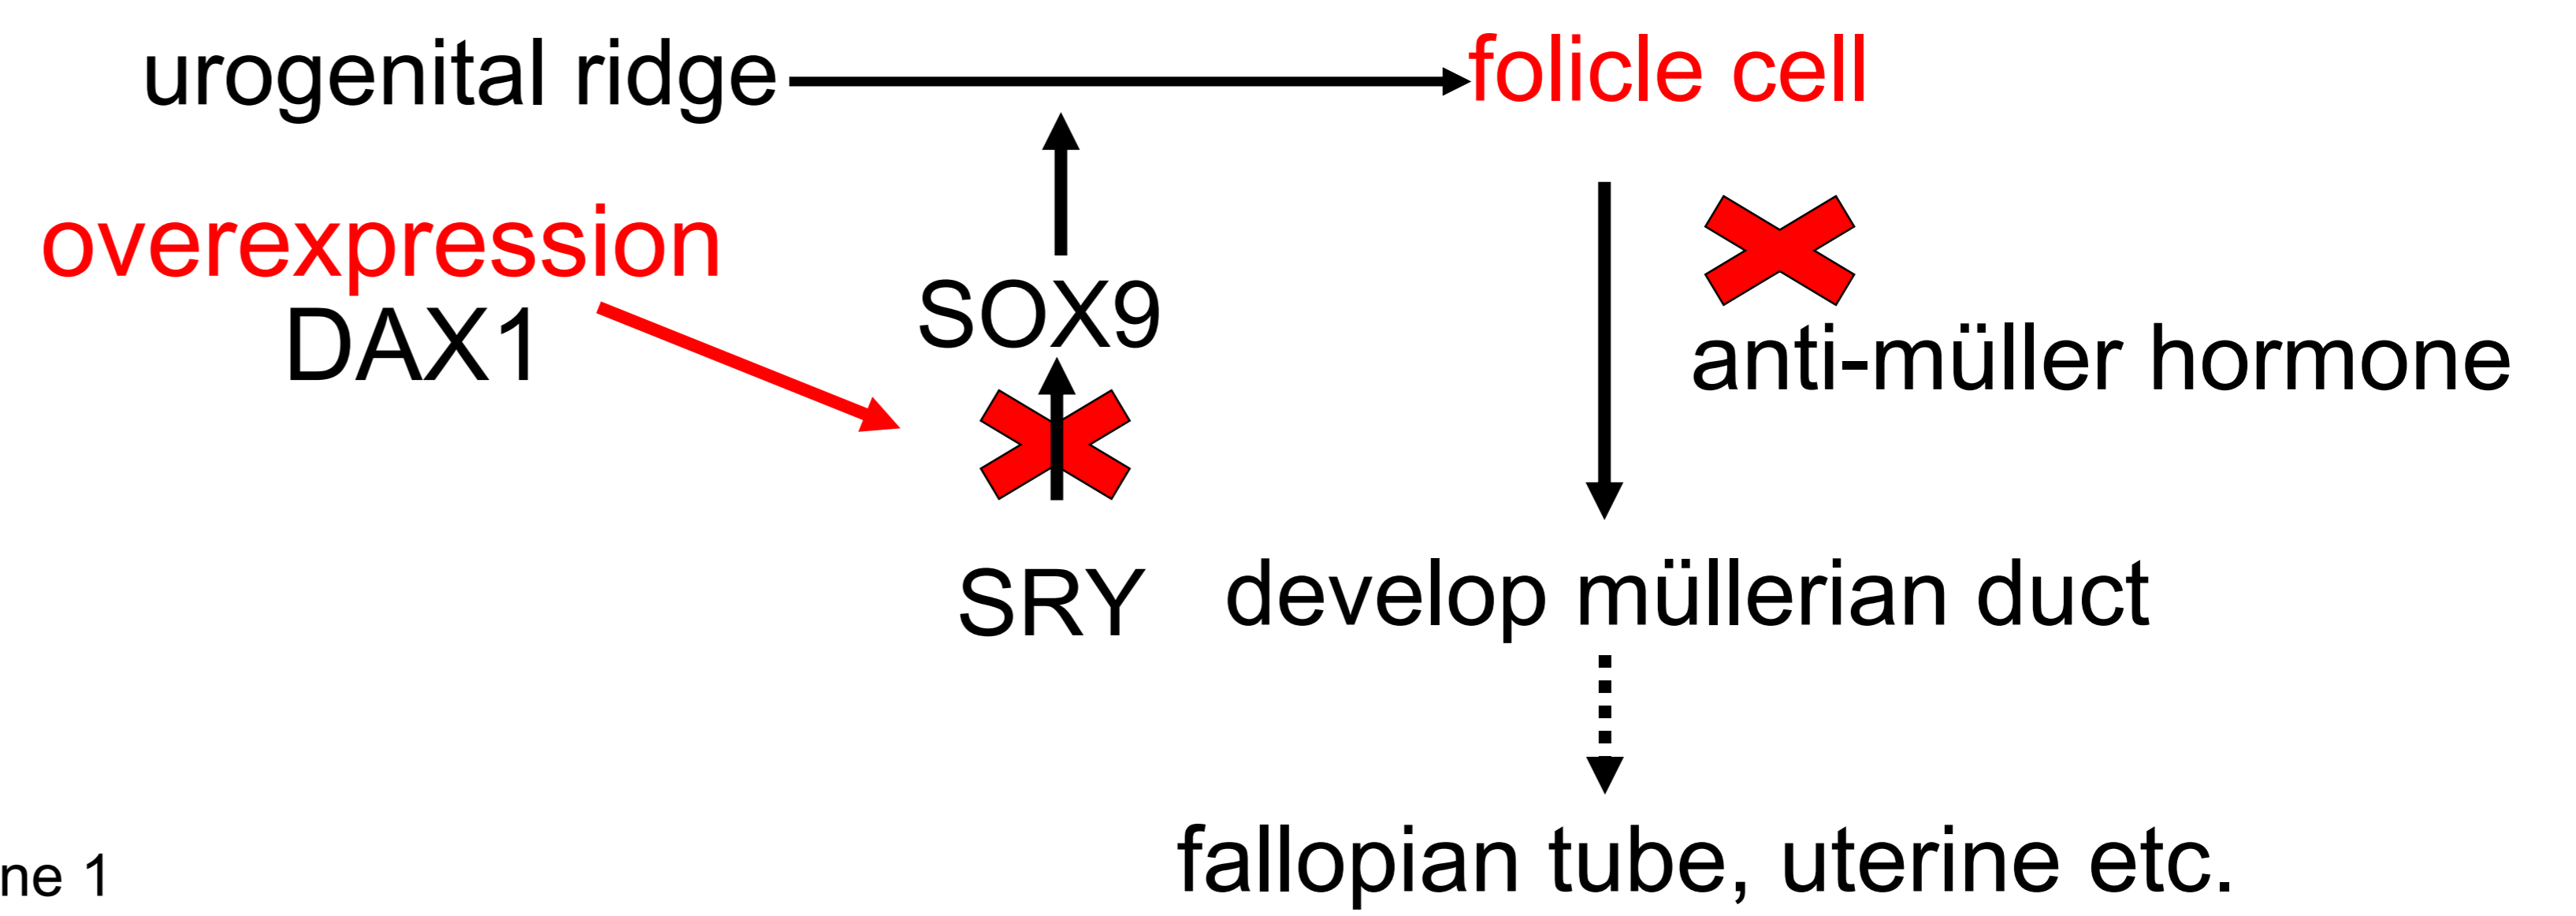 urogenital ridge
folicle cell
overexpression
DAX1
SOX9
anti-müller hormone
SRY
develop müllerian duct
fallopian tube, uterine etc.
ne 1